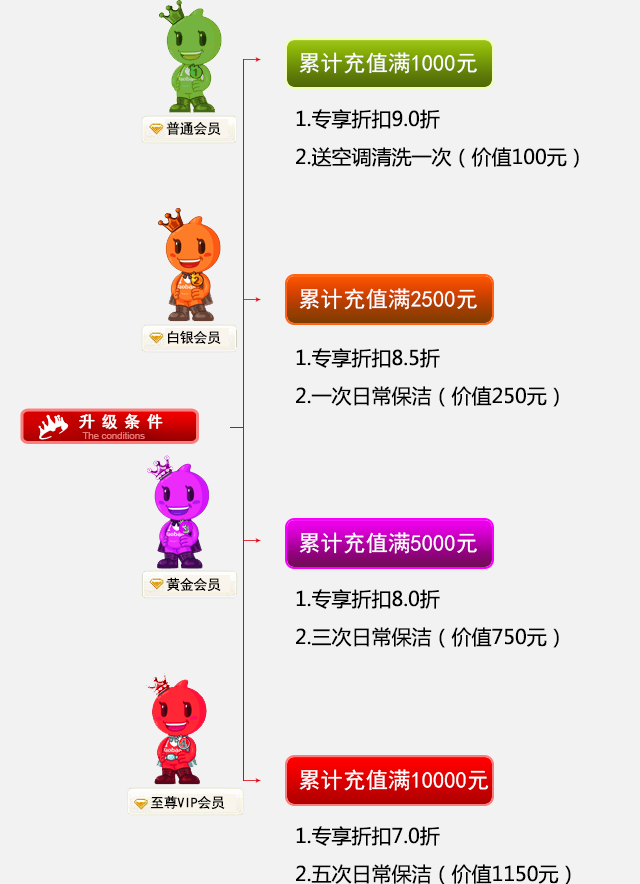 普通会员
累计充值满1000元
1.专享折扣9.0折
2.送空调清洗一次（价值100元）
白银会员
累计充值满2500元
1.专享折扣8.5折
2.一次日常保洁（价值250元）
升级条件
The conditions
黄金会员
累计充值满5000元
1.专享折扣8.0折
2.三次日常保洁（价值750元）
至尊VIP会员
累计充值满10000元
1.专享折扣7.0折
2.五次日常保洁（价值1150元）